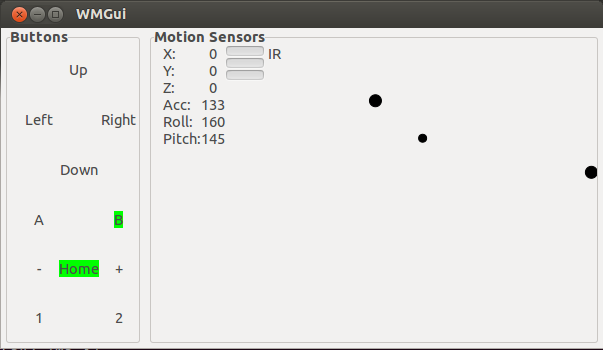 WMGui
Buttons
Up
Left Right
Down
A B
- Home +
1 2
Motion Sensors
X: 0 IR
Y: 0
Z: 0
Acc: 133
Roll: 160
Pitch:145